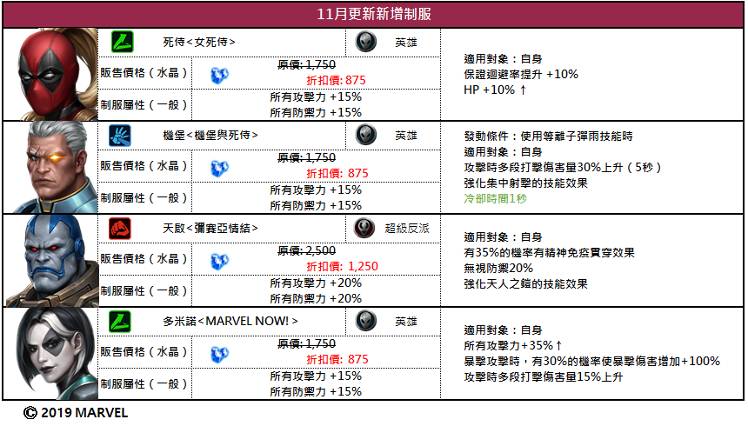 11月更新新增制服
死侍<女死侍>
英雄
販售價格（水晶）
原價: 1,750
折扣價: 875
制服屬性（一般）
所有攻擊力 +15%
所有防禦力 +15%
適用對象：自身
保證迴避率提升 +10%
HP +10% ↑
機堡<機堡與死侍>
英雄
販售價格（水晶）
原價: 1,750
折扣價: 875
制服屬性（一般）
所有攻擊力 +15%
所有防禦力 +15%
發動條件：使用等離子彈雨技能時
適用對象：自身
攻擊時多段打擊傷害量30%上升（5秒）
強化集中射擊的技能效果
冷卻時間1秒
天啟<彌賽亞情結>
超級反派
販售價格（水晶）
原價: 2,500
折扣價: 1,250
制服屬性（一般）
所有攻擊力 +20%
所有防禦力 +20%
適用對象：自身
有35%的機率有精神免疫貫穿效果
無視防禦20%
強化天人之鎧的技能效果
多米諾<MARVEL NOW! >
英雄
販售價格（水晶）
原價: 1,750
折扣價: 875
制服屬性（一般）
所有攻擊力 +15%
所有防禦力 +15%
適用對象：自身
所有攻擊力+35%↑
暴擊攻擊時，有30%的機率使暴擊傷害增加+100%
攻擊時多段打擊傷害量15%上升
© 2019 MARVEL